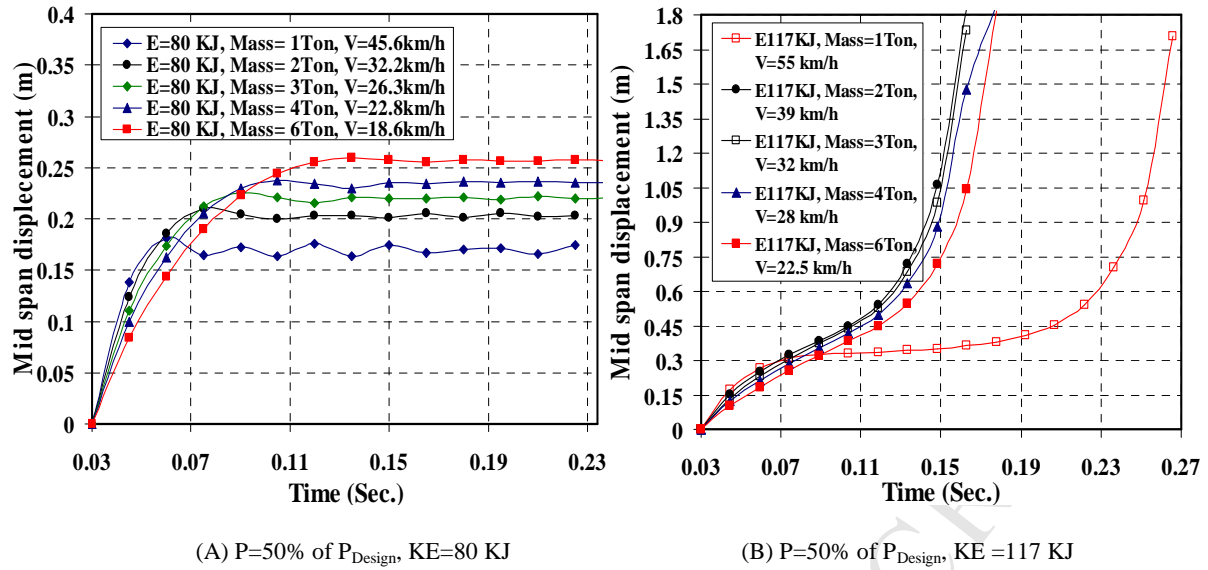 0.4
0.35
0.3
0.25
0.2
0.15
0.1
0.05
0
Mid span displecement (m)
E=80 KJ, Mass= 1Ton, V=45.6km/h
E=80 KJ, Mass= 2Ton, V=32.2km/h
E=80 KJ, Mass= 3Ton, V=26.3km/h
E=80 KJ, Mass= 4Ton, V=22.8km/h
E=80 KJ, Mass= 6Ton, V=18.6km/h
0.03 0.07 0.11 0.15 0.19 0.23
Time (Sec.)
(A) P=50% of PDesign, KE=80 KJ
1.8
1.65
1.5
1.35
1.2
1.05
0.9
0.75
0.6
0.45
0.3
0.15
0
Mid span displacement (m)
E117KJ, Mass=1Ton,
V=55 km/h
E117KJ, Mass=2Ton,
V=39 km/h
E117KJ, Mass=3Ton,
V=32 km/h
E117KJ, Mass=4Ton,
V=28 km/h
E117KJ, Mass=6Ton,
V=22.5 km/h
0.03 0.07 0.11 0.15 0.19 0.23 0.27
Time (Sec.)
(B) P=50% of PDesign, KE =117 KJ